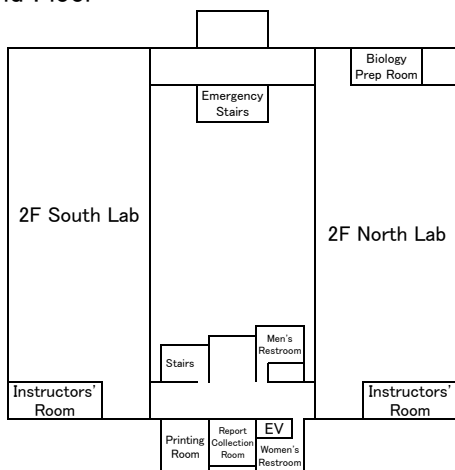 Biology
Prep Room
Emergency
Stairs
2F South Lab
2F North Lab
Men's
Restroom
Stairs
Instructors'
Room
Instructors'
Room
Printing
Room
Report
Collection
Room
EV
Women's
Restroom